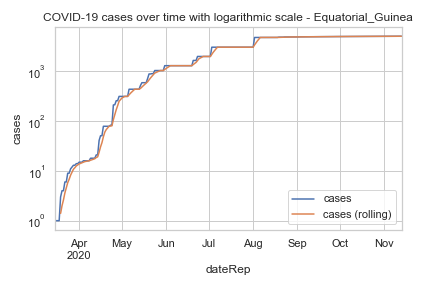 COVID-19 cases over time with logarithmic scale - Equatorial_Guinea
cases
10³
10²
10¹
10⁰
cases
cases (rolling)
Apr May Jun Jul Aug Sep Oct Nov
2020
dateRep